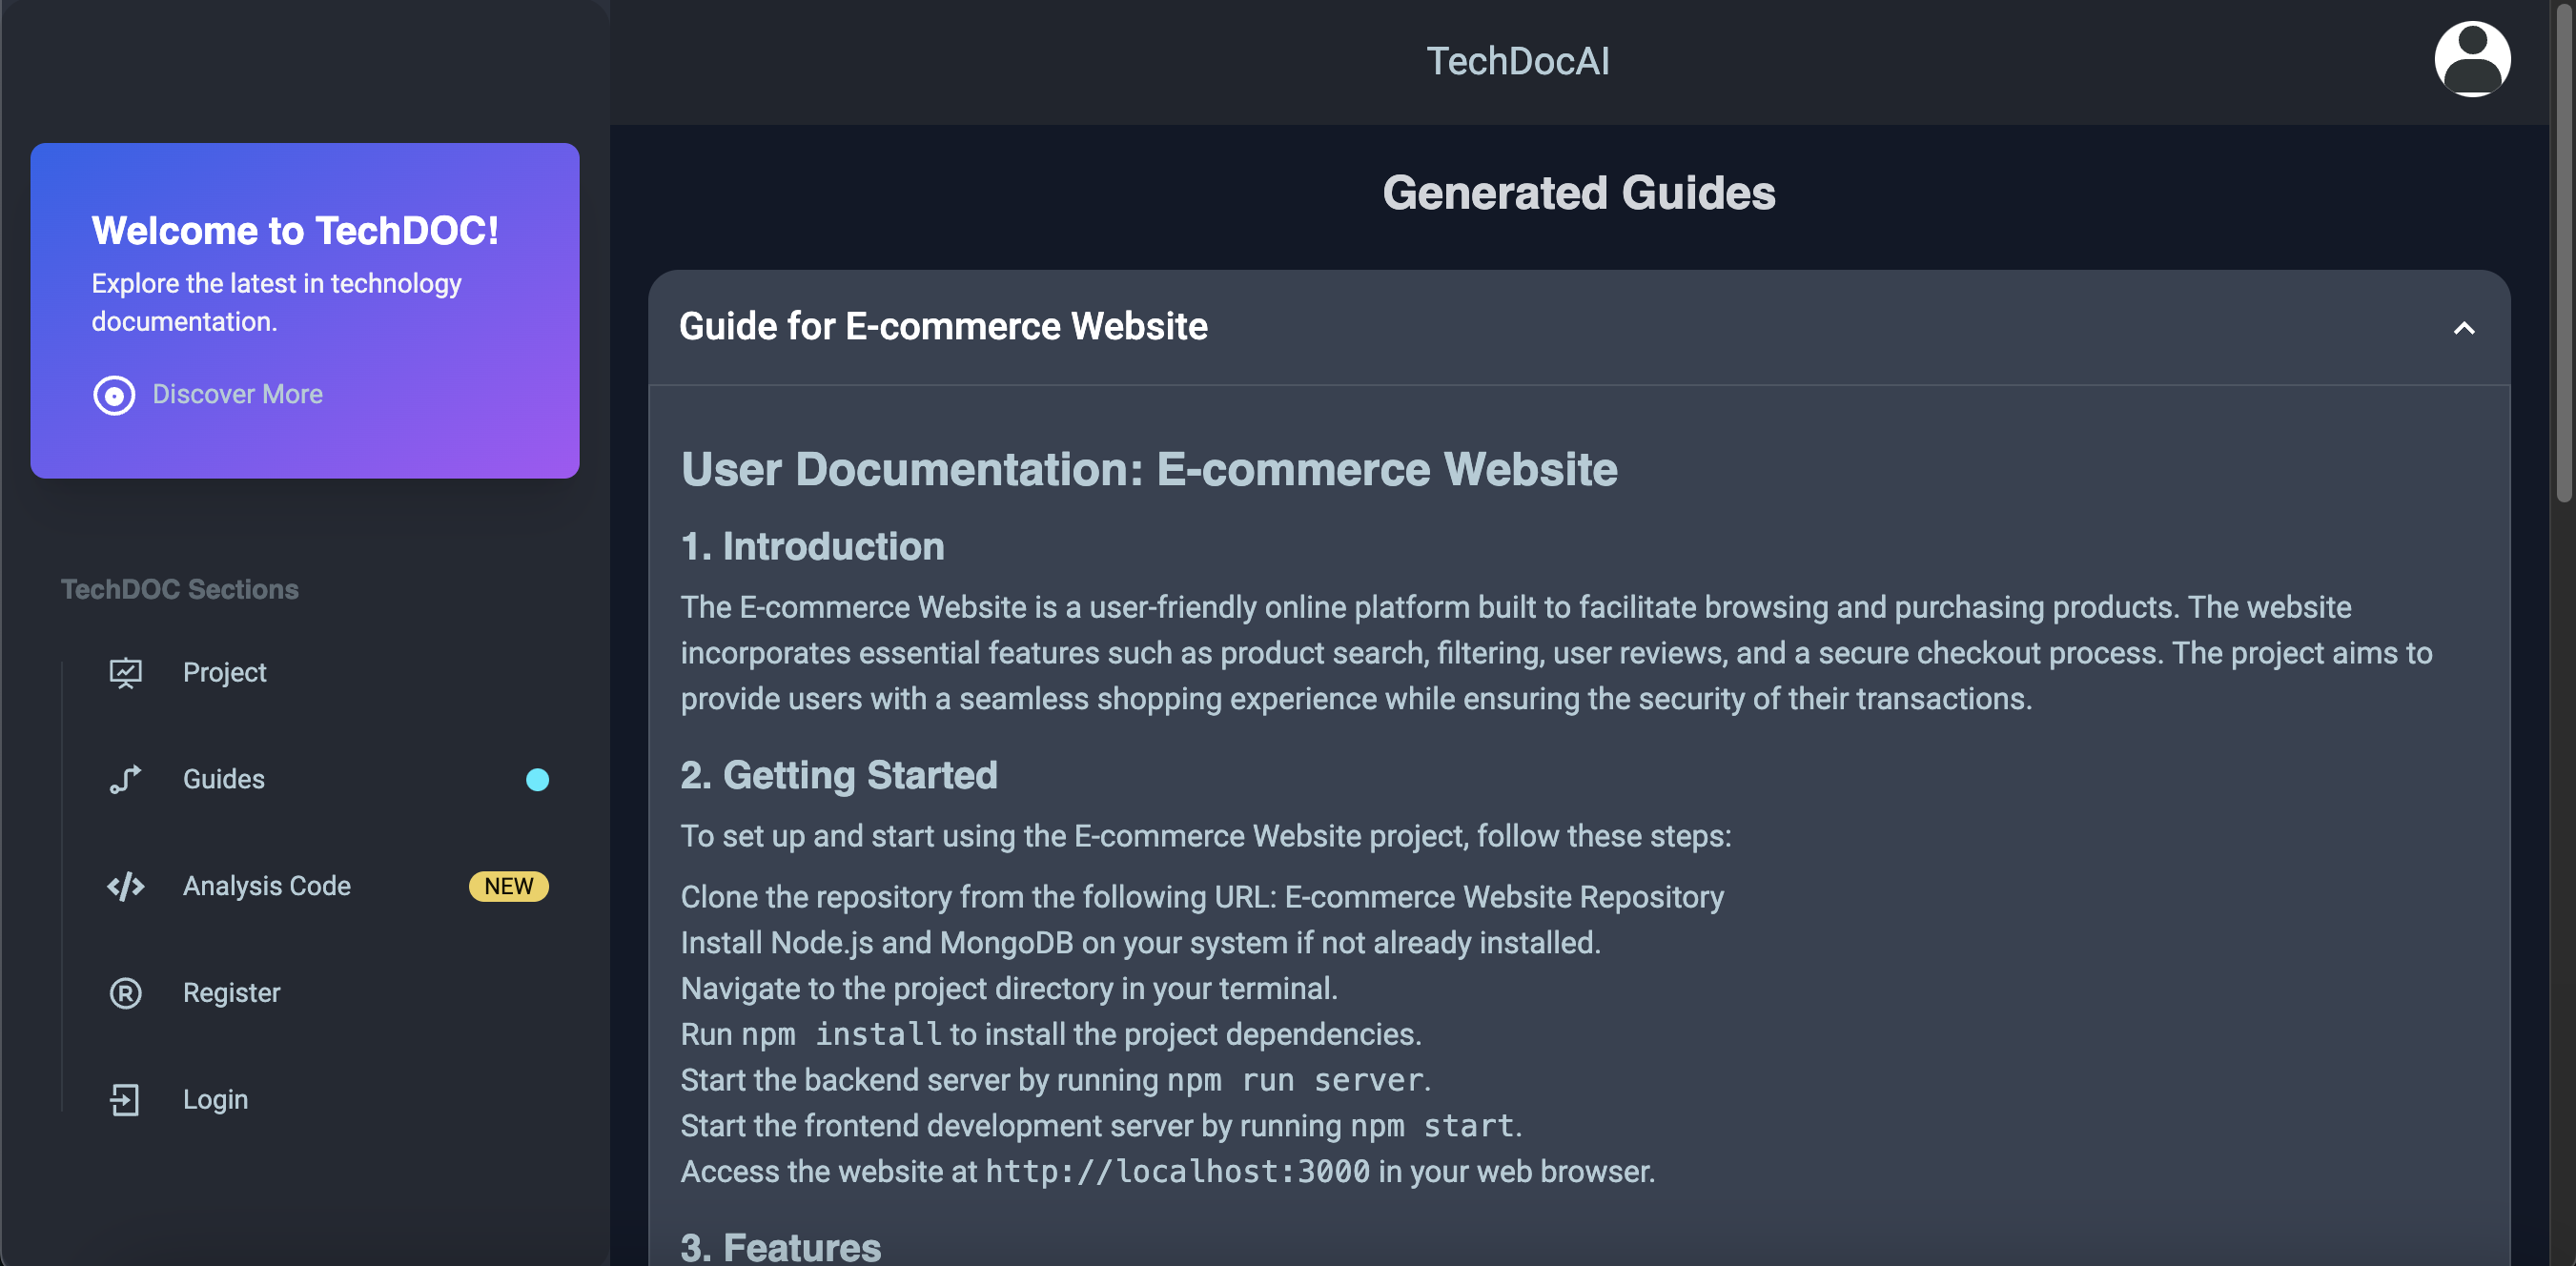 TechDocAI
Welcome to TechDOC!
Explore the latest in technology
documentation.
Discover More
TechDOC Sections
Project
Guides
Analysis Code
NEW
Register
Login
Generated Guides
Guide for E-commerce Website
User Documentation: E-commerce Website
1. Introduction
The E-commerce Website is a user-friendly online platform built to facilitate browsing and purchasing products. The website
incorporates essential features such as product search, filtering, user reviews, and a secure checkout process. The project aims to
provide users with a seamless shopping experience while ensuring the security of their transactions.
2. Getting Started
To set up and start using the E-commerce Website project, follow these steps:
Clone the repository from the following URL: E-commerce Website Repository
Install Node.js and MongoDB on your system if not already installed.
Navigate to the project directory in your terminal.
Run npm install to install the project dependencies.
Start the backend server by running npm run server.
Start the frontend development server by running npm start.
Access the website at http://localhost:3000 in your web browser.
3. Features